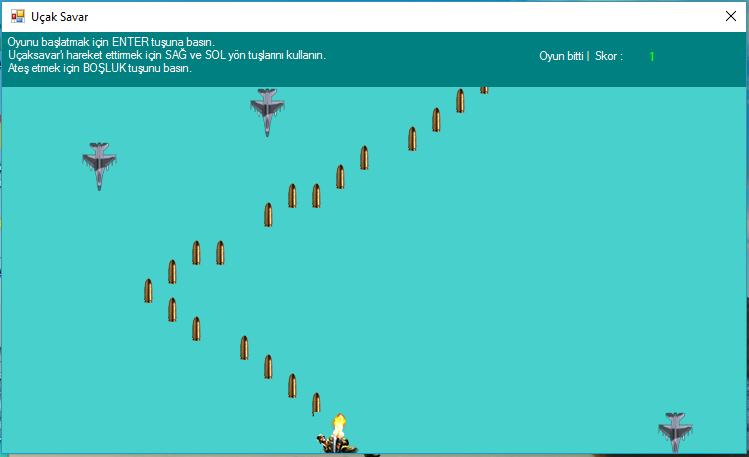 Uçak Savar
Oyunu başlatmak için ENTER tuşuna basın.
Uçaksavar'ı hareket ettirmek için SAĞ ve SOL yön tuşlarını kullanın.
Ateş etmek için BOŞLUK tuşunu basın.
Oyun bitti | Skor : 1